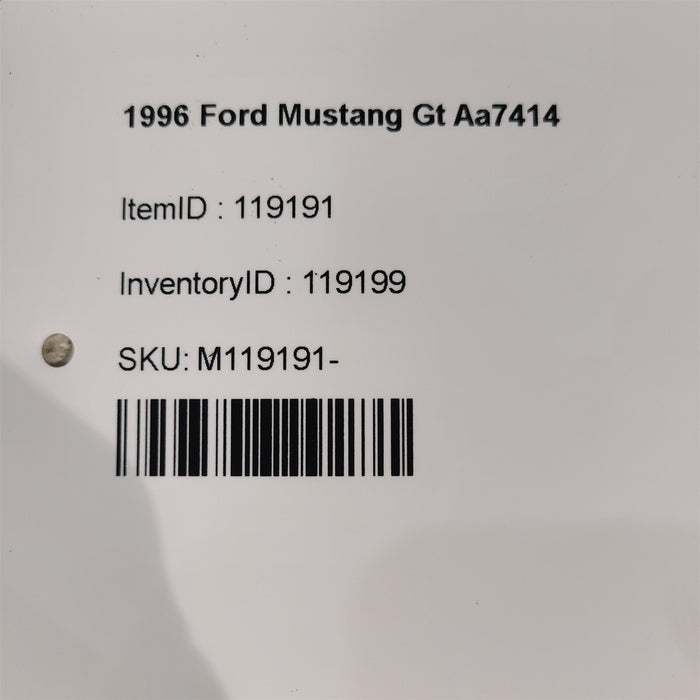 1996 Ford Mustang Gt Aa7414
ItemID : 119191
InventoryID : 119199
SKU: M119191-